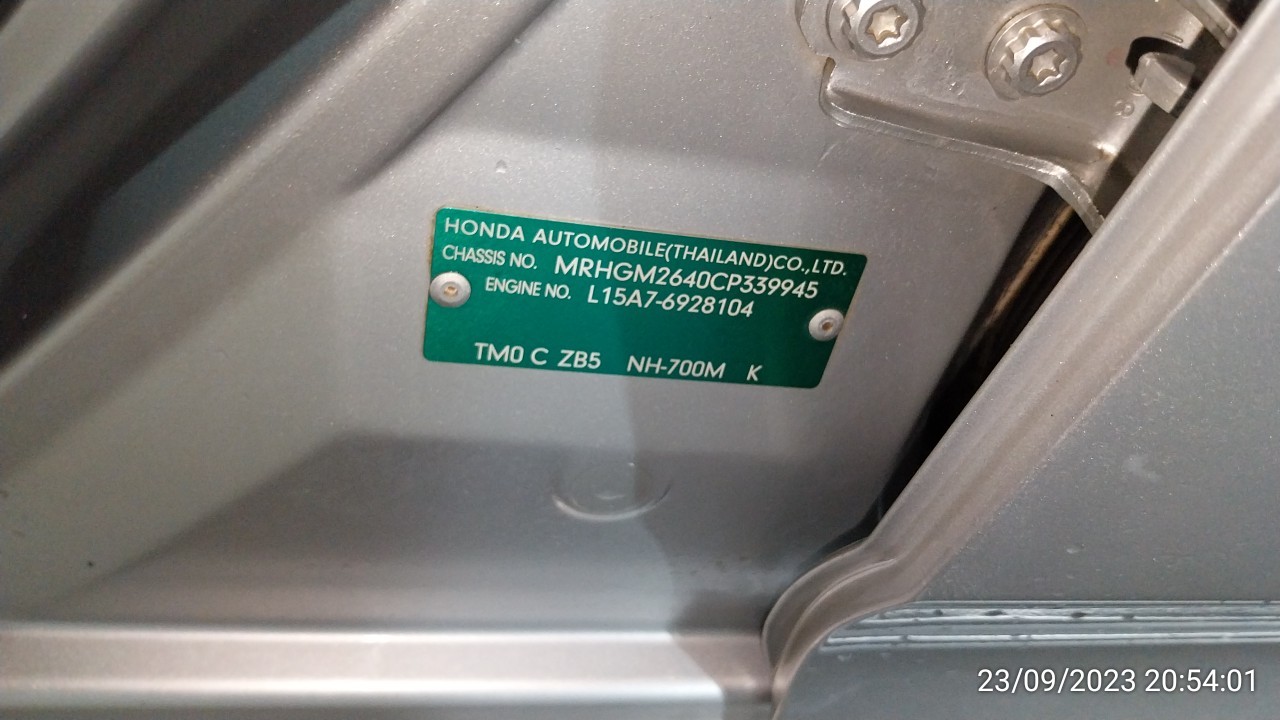 HONDA AUTOMOBILE(THAILAND)CO.,LTD.
CHASSIS NO. MRHGM2640CP339945
ENGINE NO. L15A7-6928104
TM0 C ZB5 NH-700M K
8
23/09/2023 20:54:01